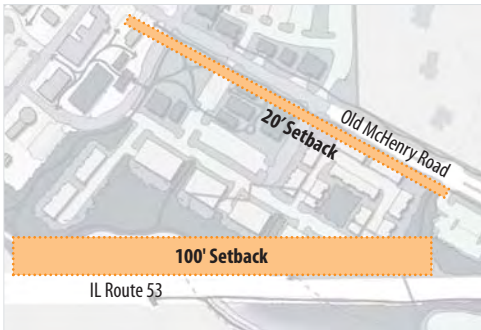 Old McHenry Road
20' Setback
100' Setback
IL Route 53